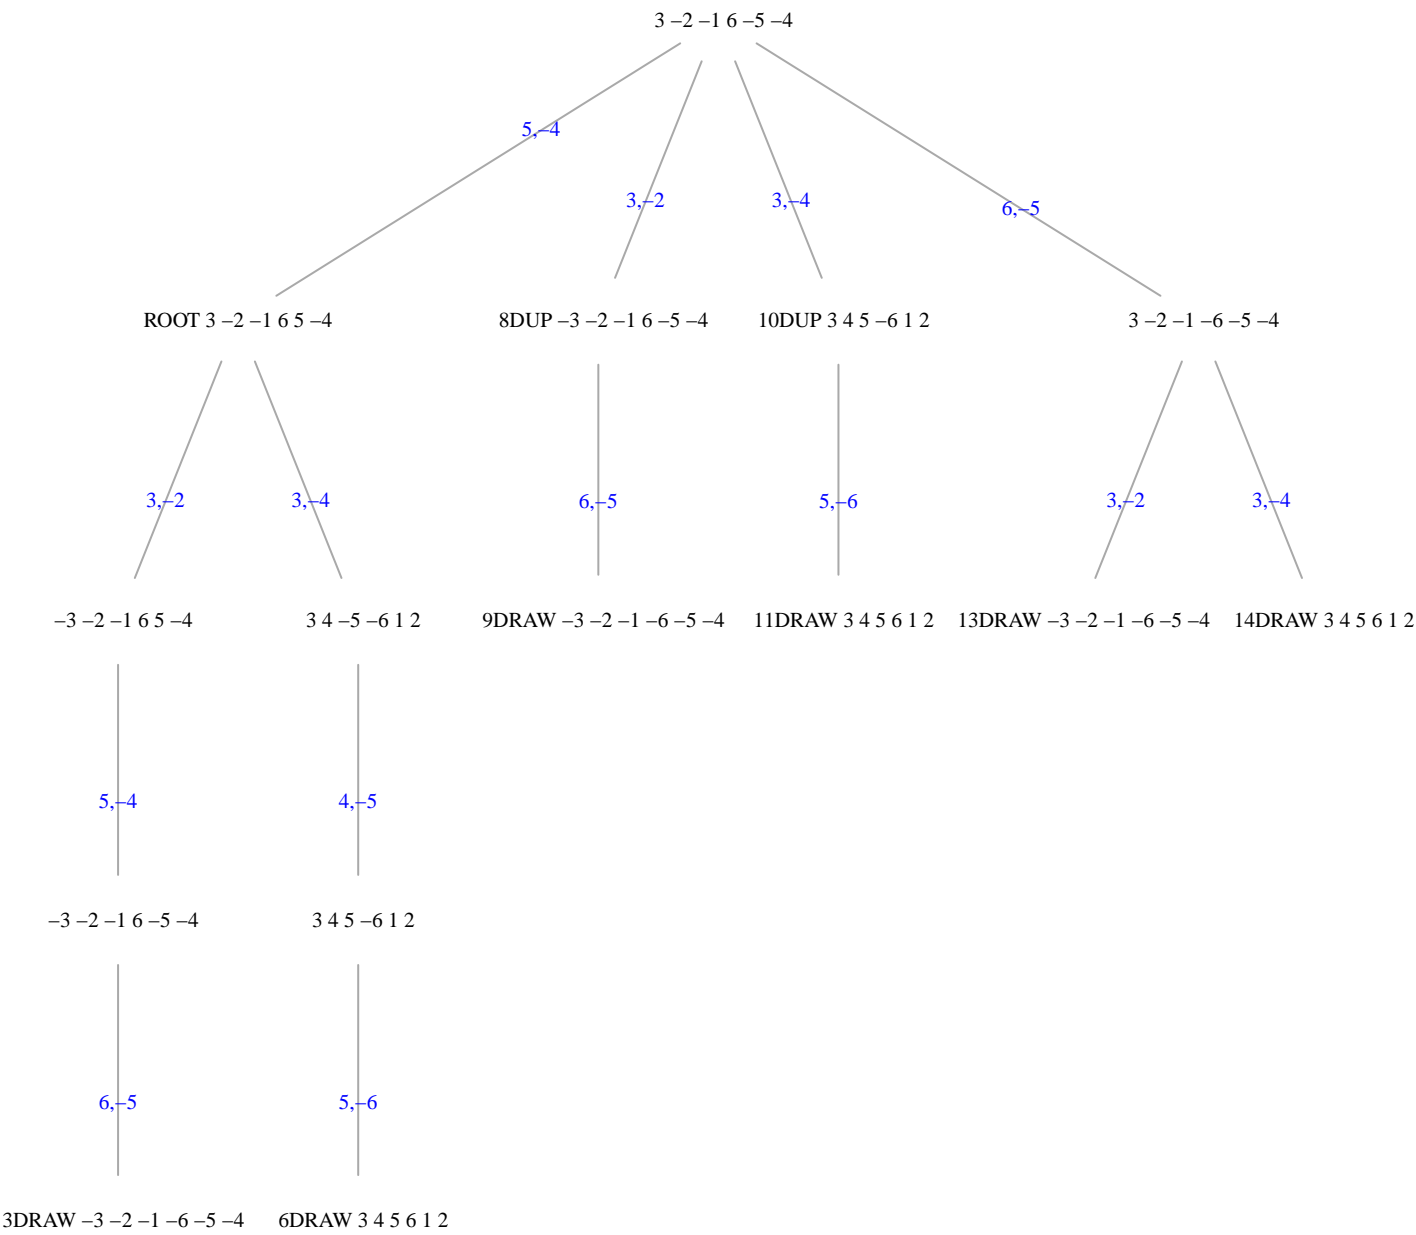 3 –2 –1 6 –5 –4
5,–4
3,–2
3,–4
6,–5
ROOT 3 –2 –1 6 5 –4
8DUP –3 –2 –1 6 –5 –4
10DUP 3 4 5 –6 1 2
3 –2 –1 –6 –5 –4
3,–2
3,–4
6,–5
5,–6
3,–2
3,–4
–3 –2 –1 6 5 –4
3 4 –5 –6 1 2
9DRAW –3 –2 –1 –6 –5 –4
11DRAW 3 4 5 6 1 2
13DRAW –3 –2 –1 –6 –5 –4
14DRAW 3 4 5 6 1 2
5,–4
4,–5
–3 –2 –1 6 –5 –4
3 4 5 –6 1 2
6,–5
5,–6
3DRAW –3 –2 –1 –6 –5 –4
6DRAW 3 4 5 6 1 2